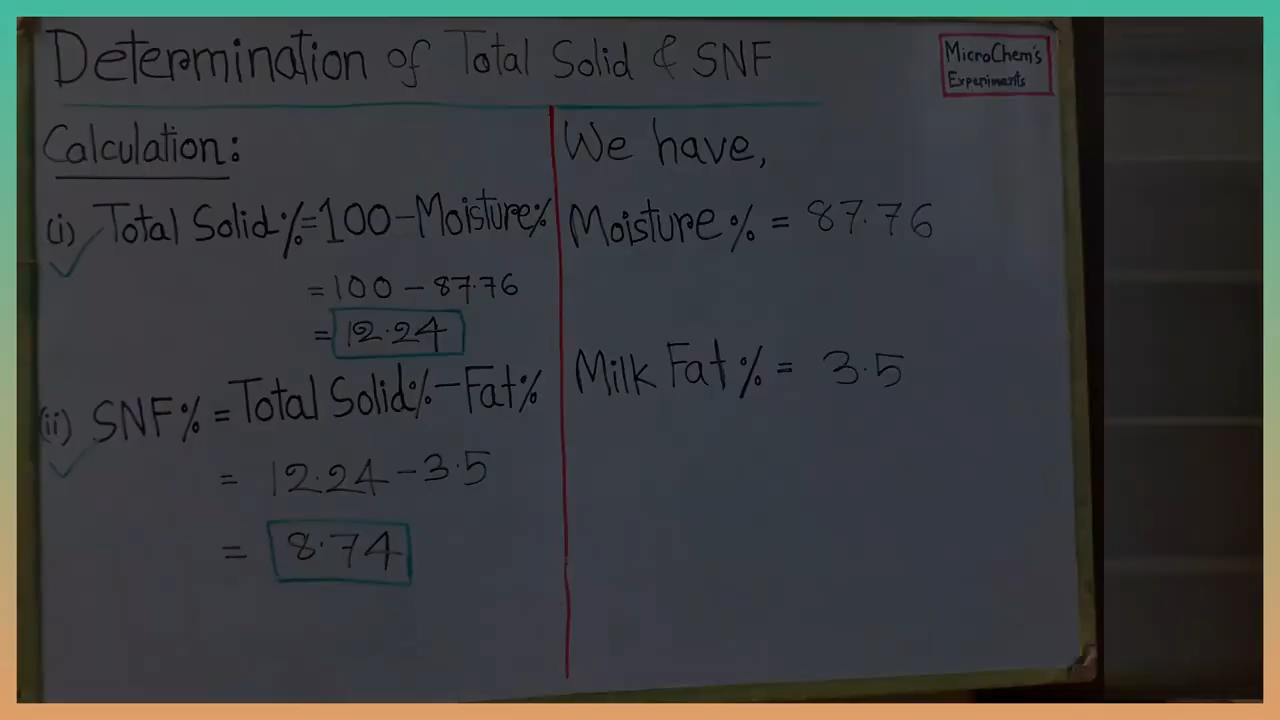 Determination of Total Solid & SNF
MicroChem's
Experiments
Calculation:
(i) Total Solid%=100-Moisture%
=100-87.76
=12.24
(ii) SNF% = Total Solid%-Fat%
= 12.24-3.5
= 8.74
We have,
Moisture% = 87.76
Milk Fat% = 3.5